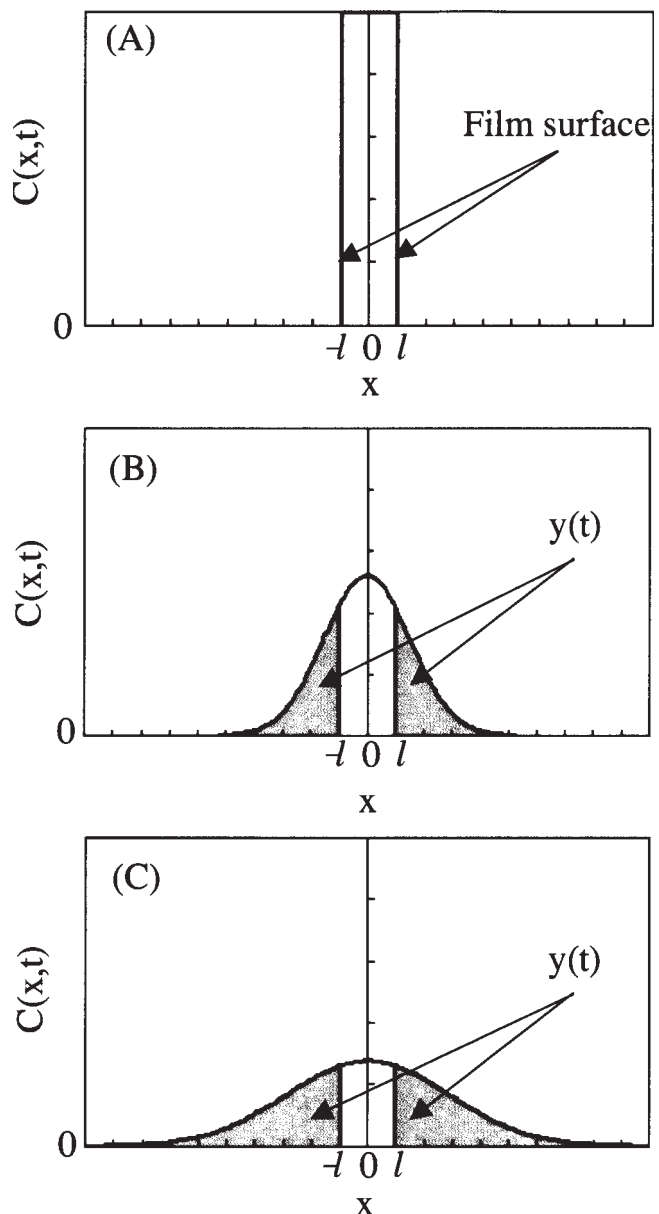 (A)
C(x,t)
Film surface
0
-l 0 l
x
(B)
C(x,t)
y(t)
0
-l 0 l
x
(C)
C(x,t)
y(t)
0
-l 0 l
x